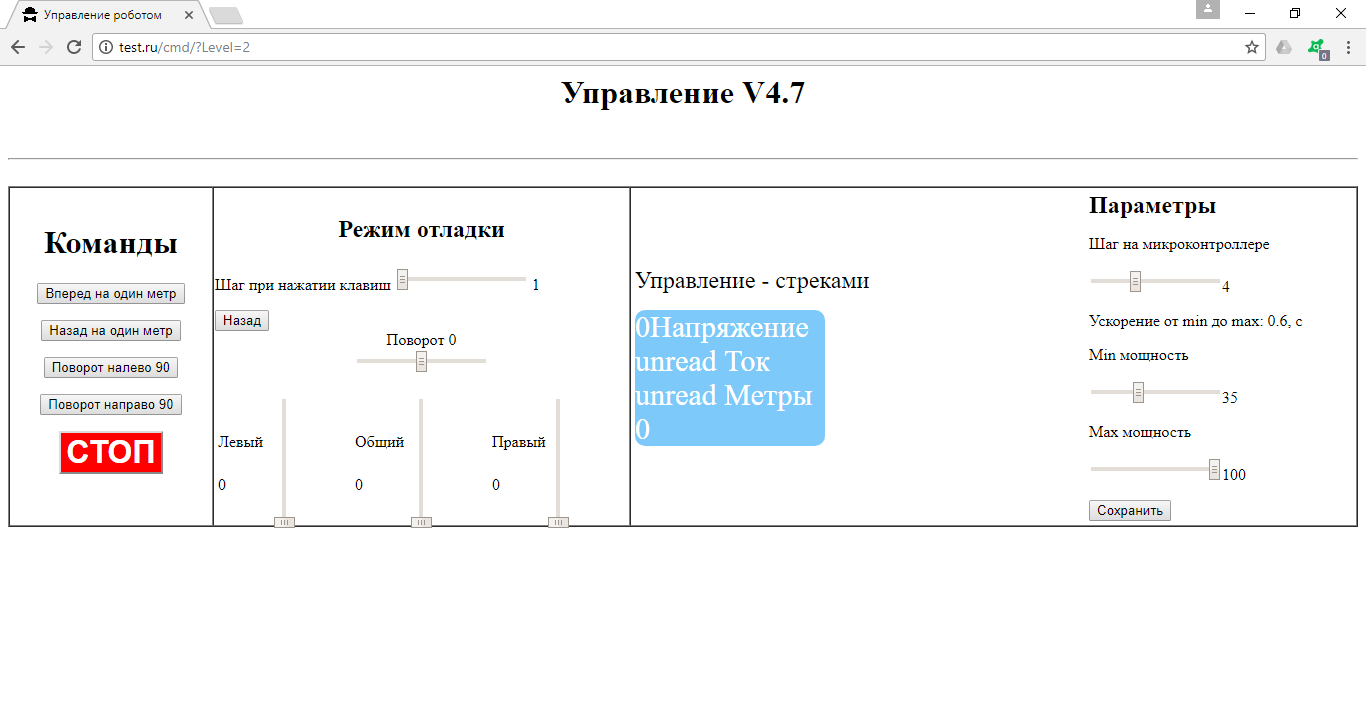 Управление роботом
test.ru/cmd/?Level=2
0
Управление V4.7
Команды
Вперед на один метр
Назад на один метр
Поворот налево 90
Поворот направо 90
СТОП
Режим отладки
Шаг при нажатии клавиш 1
Назад
Поворот 0
Левый Общий Правый
0 0 0
Управление - стреками
0Напряжение
unread Ток
unread Метры
0
Параметры
Шаг на микроконтроллере
4
Ускорение от min до max: 0.6, с
Min мощность
35
Max мощность
100
Сохранить